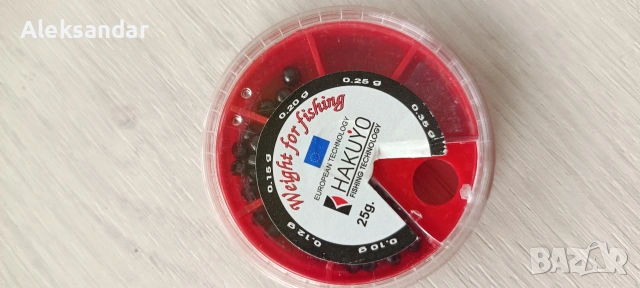 Aleksandar
0.10 g
0.12 g
0.15 g
0.20 g
0.25 g
0.35 g
Weight for fishing
EUROPEAN TECHNOLOGY
HAKUYO
FISHING TECHNOLOGY
25g.
BAZAR